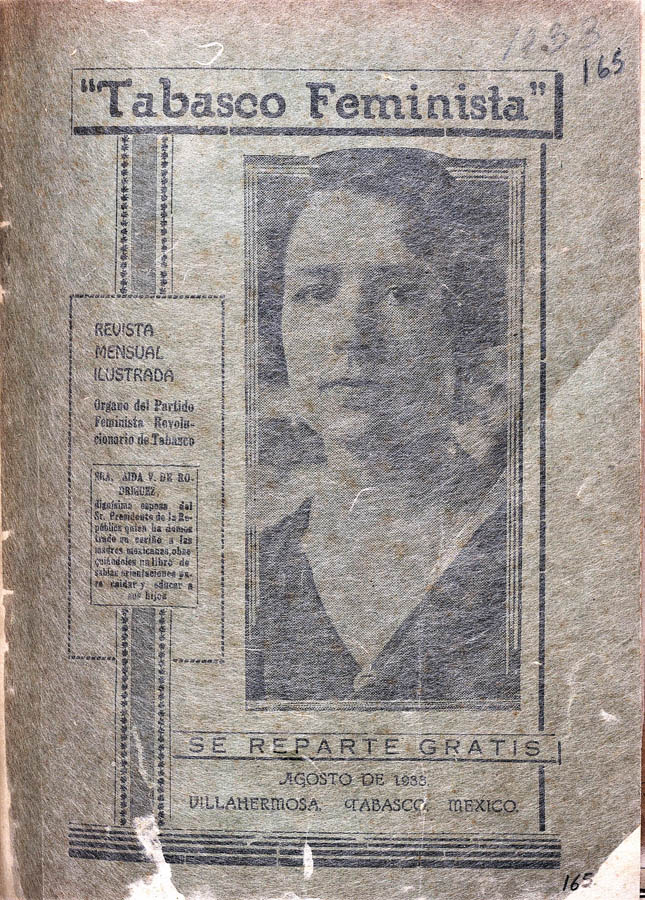 1933
165
"Tabasco Feminista"
REVISTA
MENSUAL
ILUSTRADA
Organo del Partido
Feminista Revolu-
cionario de Tabasco
SRA. AIDA V. DE RO-
DRIGUEZ,
dignísima esposa del
Sr. Presidente de la Re-
pública quien ha demos
trado su cariño a las
madres mexicanas, obse
quiándoles un libro de
sabias orientaciones pa-
ra cuidar y educar a
sus hijos
SE REPARTE GRATIS
AGOSTO DE 1933
VILLAHERMOSA, TABASCO, MEXICO.
165